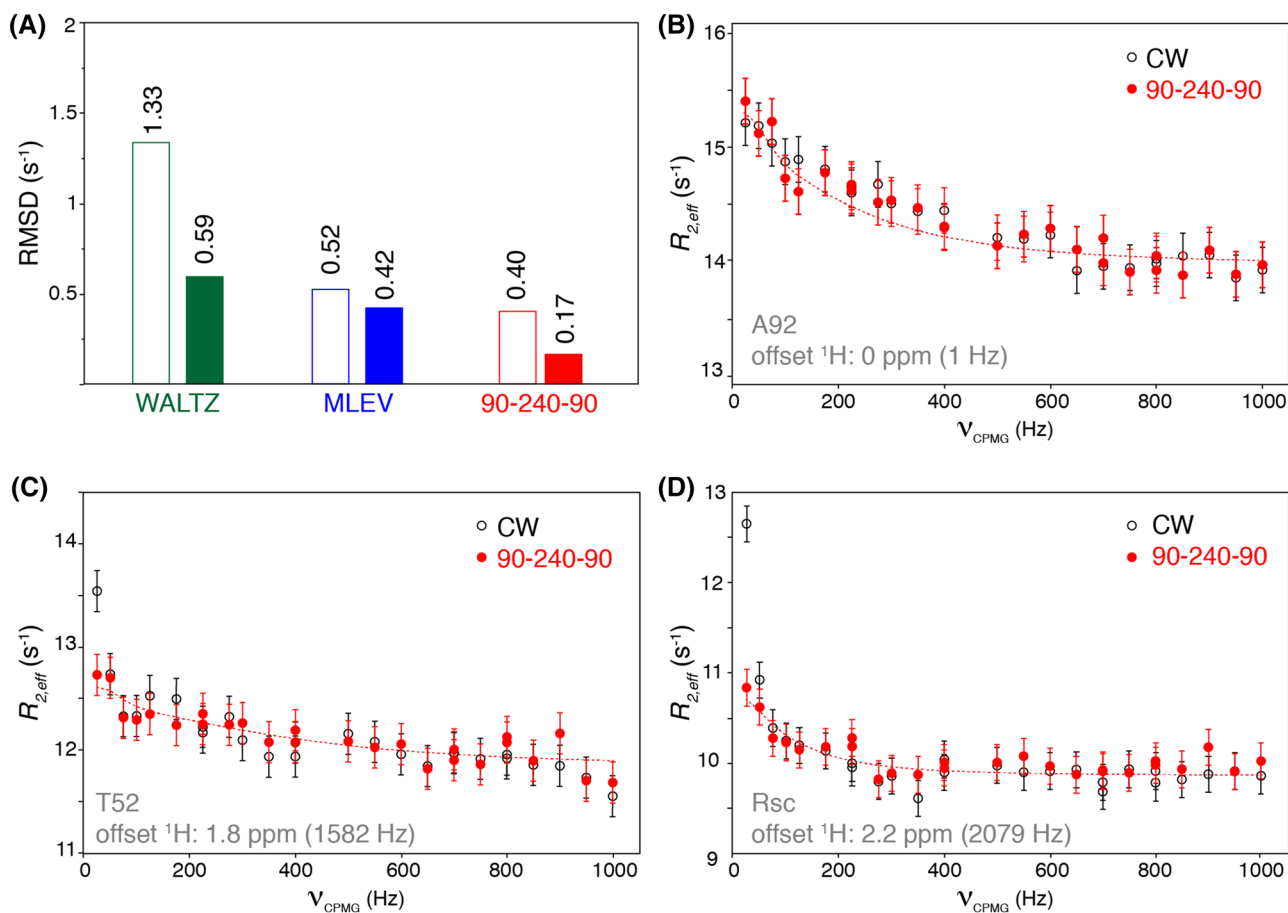 (A)
2
1.5
1
0.5
RMSD (s-1)
1.33
0.59
0.52
0.42
0.40
0.17
WALTZ
MLEV
90-240-90
(B)
16
15
14
13
R2,eff (s-1)
CW
90-240-90
A92
offset 1H: 0 ppm (1 Hz)
0 200 400 600 800 1000
νCPMG (Hz)
(C)
14
13
12
11
R2,eff (s-1)
CW
90-240-90
T52
offset 1H: 1.8 ppm (1582 Hz)
0 200 400 600 800 1000
νCPMG (Hz)
(D)
13
12
11
10
9
R2,eff (s-1)
CW
90-240-90
Rsc
offset 1H: 2.2 ppm (2079 Hz)
0 200 400 600 800 1000
νCPMG (Hz)